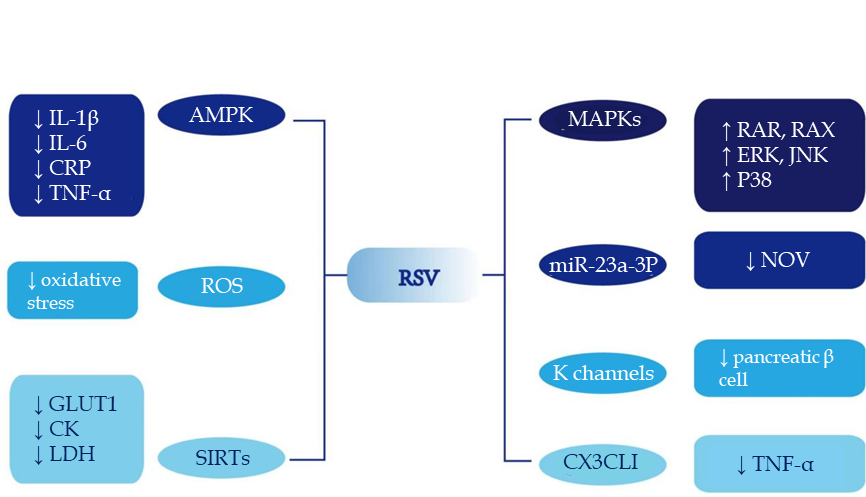 ↓ IL-1β
↓ IL-6
↓ CRP
↓ TNF-α
AMPK
↓ oxidative
stress
ROS
↓ GLUT1
↓ CK
↓ LDH
SIRTs
RSV
MAPKs
↑ RAR, RAX
↑ ERK, JNK
↑ P38
miR-23a-3P
↓ NOV
K channels
↓ pancreatic β
cell
CX3CLI
↓ TNF-α